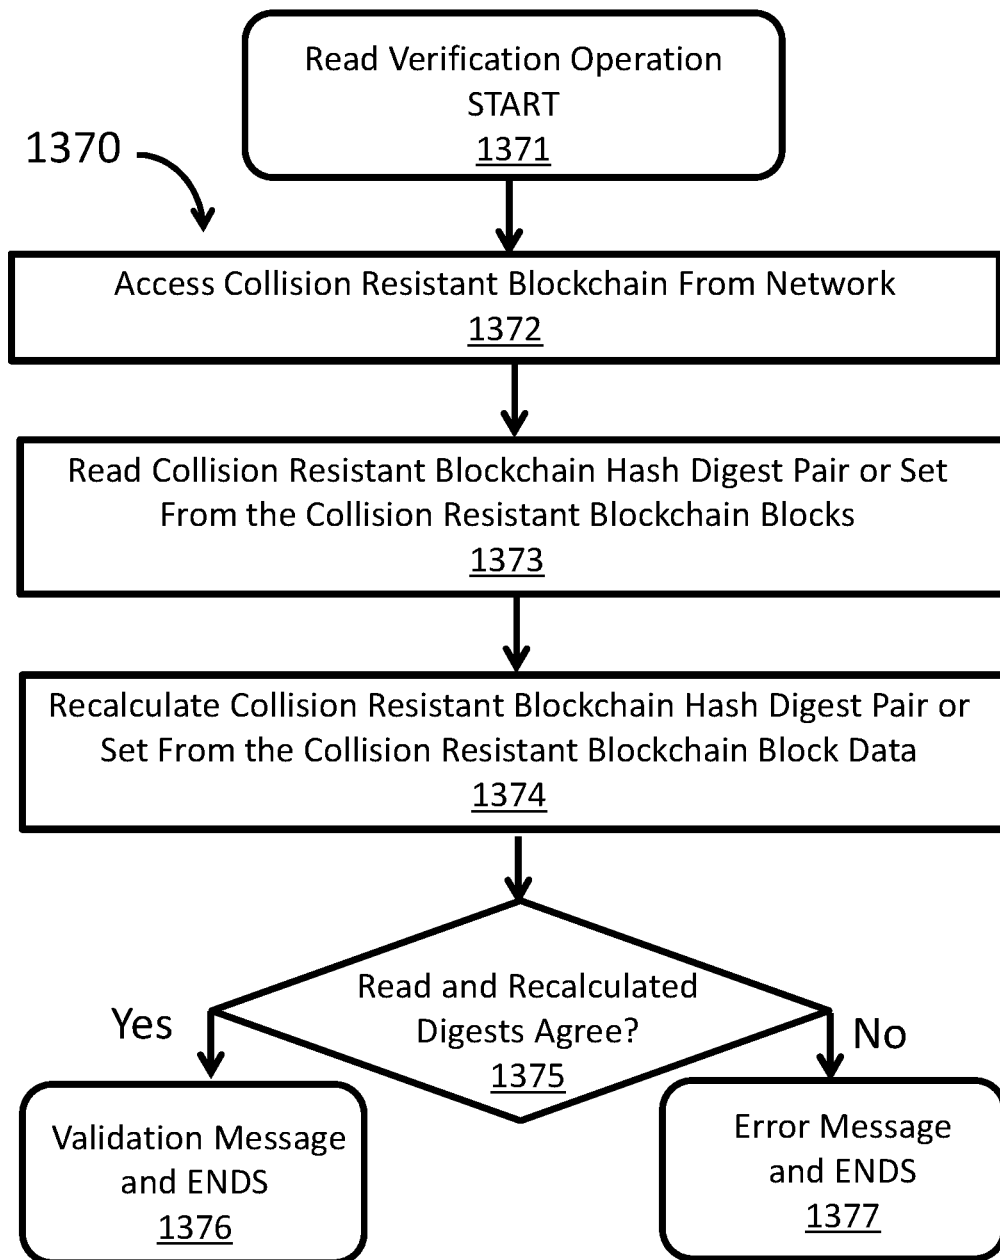 Read Verification Operation
START
1371
1370
Access Collision Resistant Blockchain From Network
1372
Read Collision Resistant Blockchain Hash Digest Pair or Set
From the Collision Resistant Blockchain Blocks
1373
Recalculate Collision Resistant Blockchain Hash Digest Pair or
Set From the Collision Resistant Blockchain Block Data
1374
Read and Recalculated
Digests Agree?
1375
Yes
No
Validation Message
and ENDS
1376
Error Message
and ENDS
1377